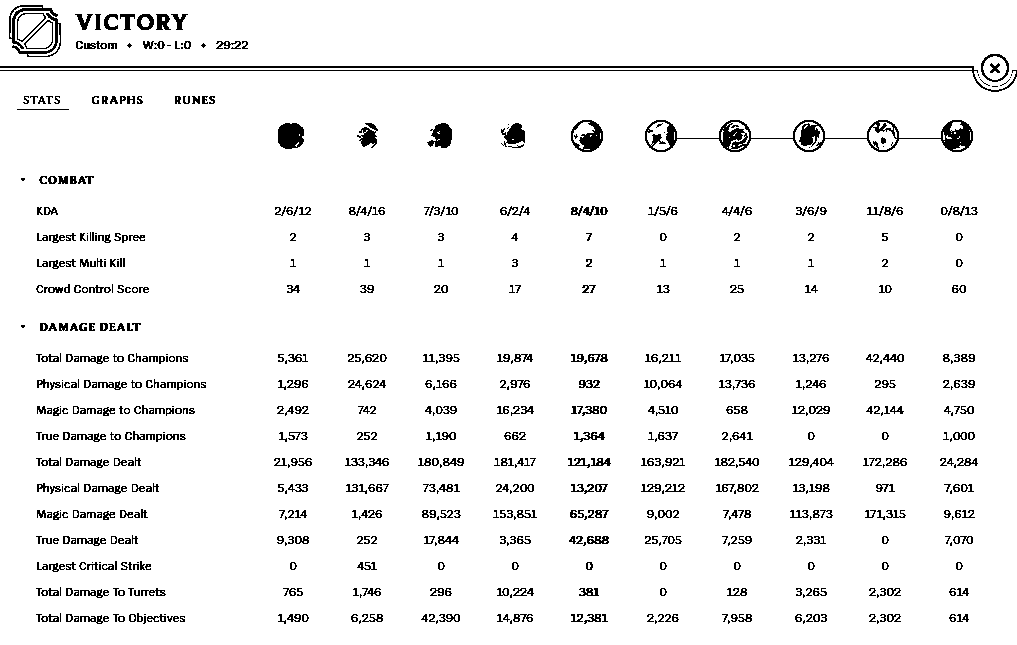 VICTORY
Custom • W:0 - L:0 • 29:22
STATS GRAPHS RUNES
COMBAT
KDA 2/6/12 8/4/16 7/3/10 6/2/4 8/4/10 1/5/6 4/4/6 3/6/9 11/8/6 0/8/13
Largest Killing Spree 2 3 3 4 7 0 2 2 5 0
Largest Multi Kill 1 1 1 3 2 1 1 1 2 0
Crowd Control Score 34 39 20 17 27 13 25 14 10 60
DAMAGE DEALT
Total Damage to Champions 5,361 25,620 11,395 19,874 19,678 16,211 17,035 13,276 42,440 8,389
Physical Damage to Champions 1,296 24,624 6,166 2,976 932 10,064 13,736 1,246 295 2,639
Magic Damage to Champions 2,492 742 4,039 16,234 17,380 4,510 658 12,029 42,144 4,750
True Damage to Champions 1,573 252 1,190 662 1,364 1,637 2,641 0 0 1,000
Total Damage Dealt 21,956 133,346 180,849 181,417 121,184 163,921 182,540 129,404 172,286 24,284
Physical Damage Dealt 5,433 131,667 73,481 24,200 13,207 129,212 167,802 13,198 971 7,601
Magic Damage Dealt 7,214 1,426 89,523 153,851 65,287 9,002 7,478 113,873 171,315 9,612
True Damage Dealt 9,308 252 17,844 3,365 42,688 25,705 7,259 2,331 0 7,070
Largest Critical Strike 0 451 0 0 0 0 0 0 0 0
Total Damage To Turrets 765 1,746 296 10,224 381 0 128 3,265 2,302 614
Total Damage To Objectives 1,490 6,258 42,390 14,876 12,381 2,226 7,958 6,203 2,302 614